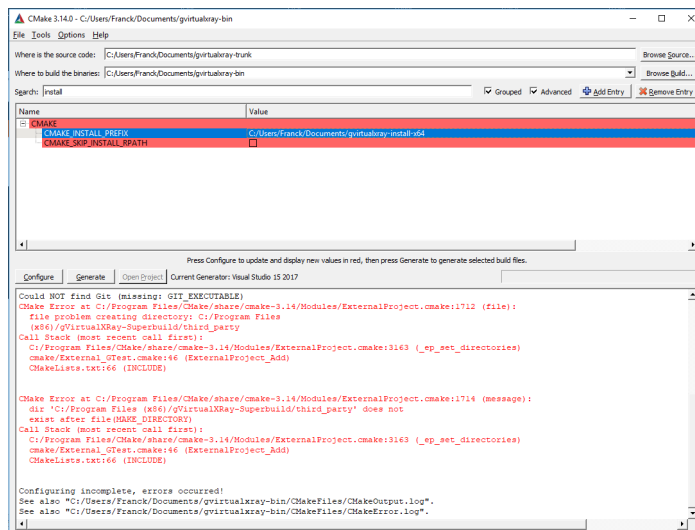 CMake 3.14.0 - C:/Users/Franck/Documents/gvirtualxray-bin
File Tools Options Help
Where is the source code: C:/Users/Franck/Documents/gvirtualxray-trunk Browse Source...
Where to build the binaries: C:/Users/Franck/Documents/gvirtualxray-bin Browse Build...
Search: install Grouped Advanced Add Entry Remove Entry
Name Value
CMAKE
CMAKE_INSTALL_PREFIX C:/Users/Franck/Documents/gvirtualxray-install-x64
CMAKE_SKIP_INSTALL_RPATH
Press Configure to update and display new values in red, then press Generate to generate selected build files.
Configure Generate Open Project Current Generator: Visual Studio 15 2017
Could NOT find Git (missing: GIT_EXECUTABLE)
CMake Error at C:/Program Files/CMake/share/cmake-3.14/Modules/ExternalProject.cmake:1712 (file):
file problem creating directory: C:/Program Files
(x86)/gVirtualXRay-Superbuild/third_party
Call Stack (most recent call first):
C:/Program Files/CMake/share/cmake-3.14/Modules/ExternalProject.cmake:3163 (_ep_set_directories)
cmake/External_GTest.cmake:46 (ExternalProject_Add)
CMakeLists.txt:66 (INCLUDE)
CMake Error at C:/Program Files/CMake/share/cmake-3.14/Modules/ExternalProject.cmake:1714 (message):
dir 'C:/Program Files (x86)/gVirtualXRay-Superbuild/third_party' does not
exist after file(MAKE_DIRECTORY)
Call Stack (most recent call first):
C:/Program Files/CMake/share/cmake-3.14/Modules/ExternalProject.cmake:3163 (_ep_set_directories)
cmake/External_GTest.cmake:46 (ExternalProject_Add)
CMakeLists.txt:66 (INCLUDE)
Configuring incomplete, errors occurred!
See also "C:/Users/Franck/Documents/gvirtualxray-bin/CMakeFiles/CMakeOutput.log".
See also "C:/Users/Franck/Documents/gvirtualxray-bin/CMakeFiles/CMakeError.log".